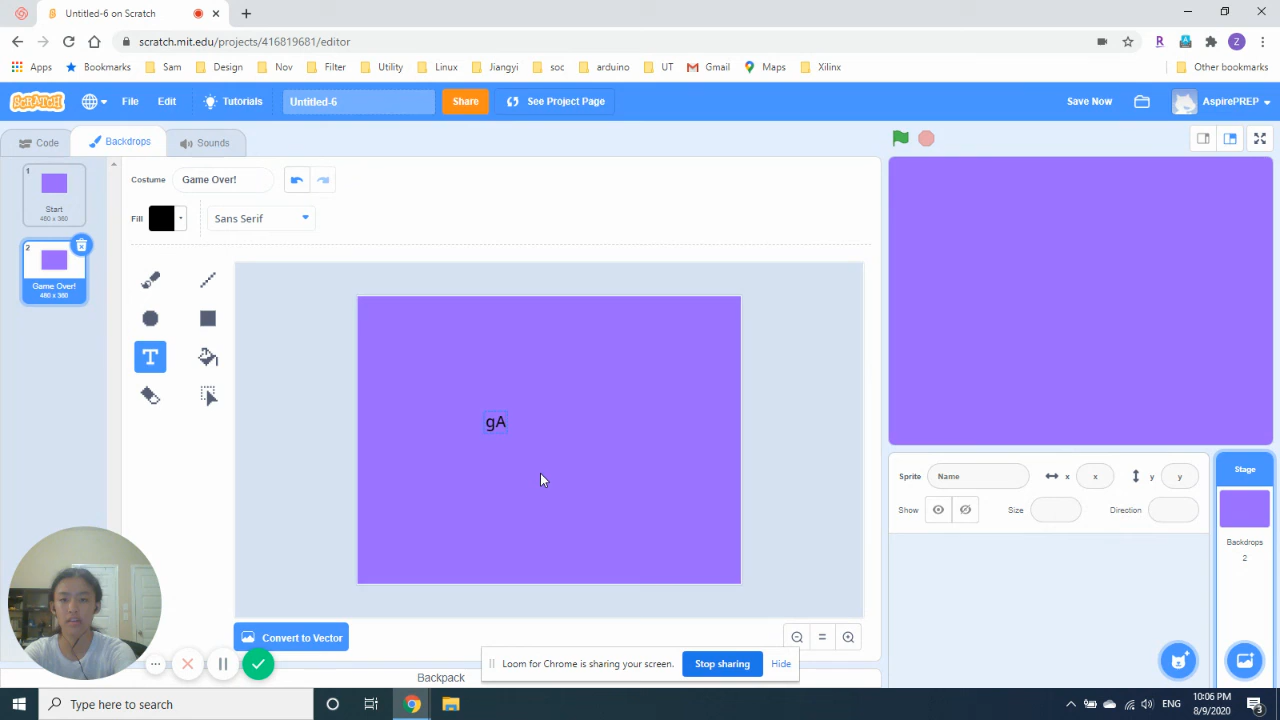 Untitled-6 on Scratch
scratch.mit.edu/projects/416819681/editor
R
A
Z
Apps
Bookmarks
Sam
Design
Nov
Filter
Utility
Linux
Jiangyi
soc
arduino
UT
Gmail
Maps
Xilinx
Other bookmarks
SCRATCH
File
Edit
Tutorials
Untitled-6
Share
See Project Page
Save Now
AspirePREP
Code
Backdrops
Sounds
1
Start
480 x 360
2
Game Over!
480 x 360
Costume
Game Over!
Fill
Sans Serif
T
gA
Convert to Vector
Backpack
Loom for Chrome is sharing your screen.
Stop sharing
Hide
Sprite
Name
x
x
y
y
Show
Size
Direction
Stage
Backdrops
2
Type here to search
ENG
10:06 PM
8/9/2020
3